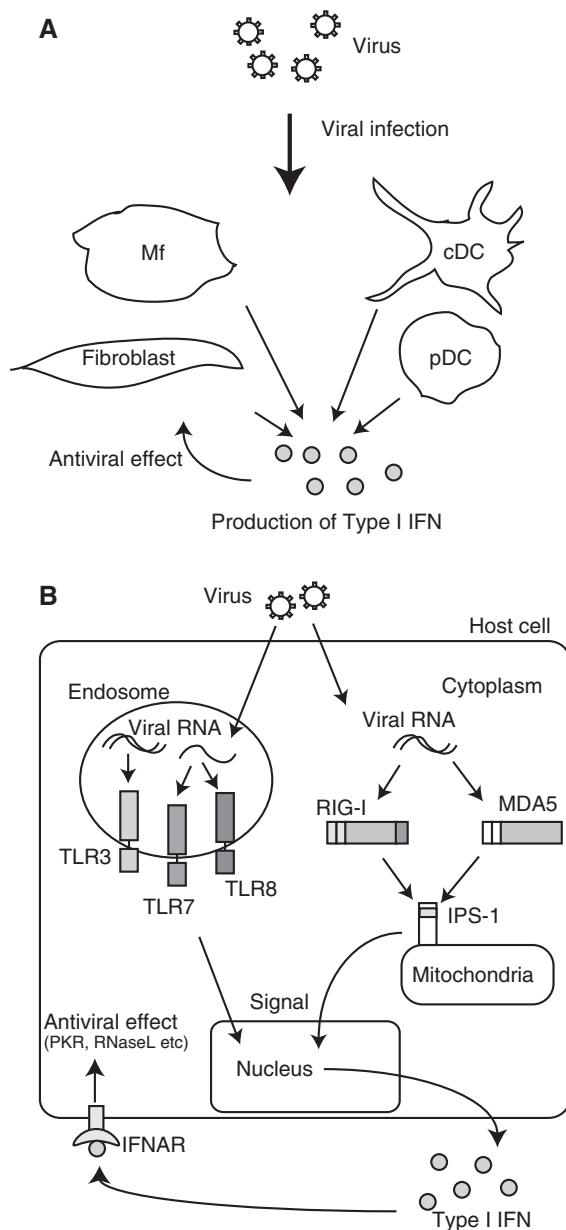 A
Virus
Viral infection
Mf
cDC
Fibroblast
pDC
Antiviral effect
Production of Type I IFN
B
Virus
Host cell
Endosome
Cytoplasm
Viral RNA
Viral RNA
RIG-I
MDA5
TLR3
TLR8
TLR7
IPS-1
Mitochondria
Signal
Antiviral effect
(PKR, RNaseL etc)
Nucleus
IFNAR
Type I IFN